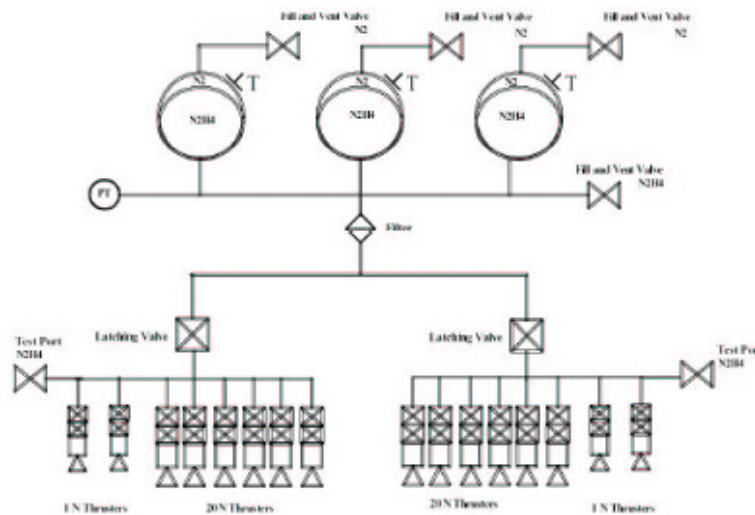 Fill and Vent Valve
N2
Fill and Vent Valve
N2
Fill and Vent Valve
N2
N2
T
N2
T
N2
T
N2H4
N2H4
N2H4
PT
Fill and Vent Valve
N2H4
Filter
Latching Valve
Latching Valve
Test Port
N2H4
Test Po
N2H4
1 N Thrusters
20 N Thrusters
20 N Thrusters
1 N Thrusters